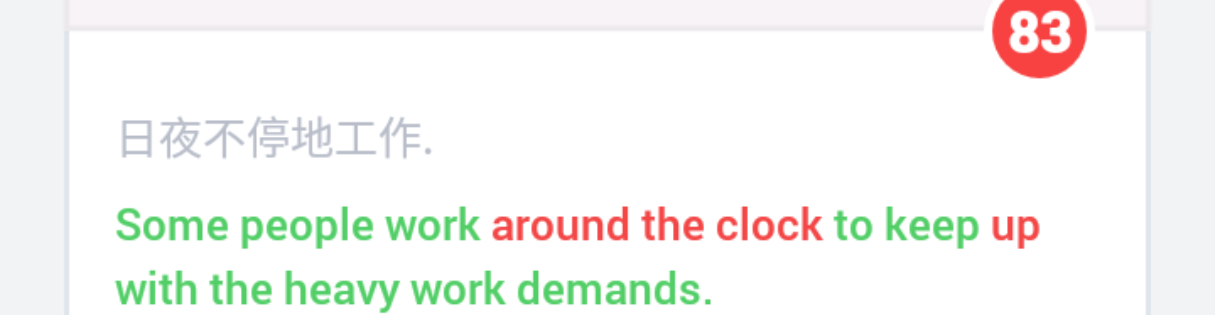 83
日夜不停地工作.
Some people work around the clock to keep up
with the heavy work demands.